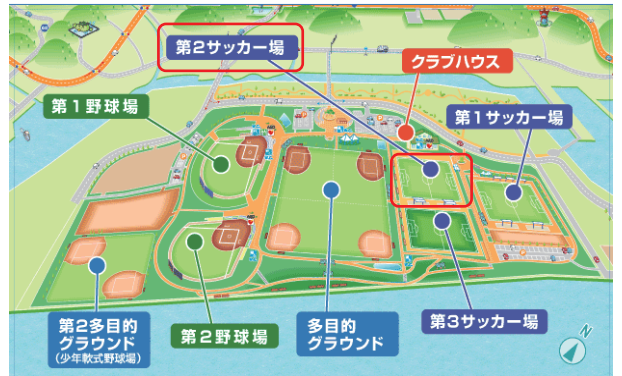 第2サッカー場
クラブハウス
第1野球場
第1サッカー場
第2多目的
グラウンド
(少年軟式野球場)
第2野球場
多目的
グラウンド
第3サッカー場
N